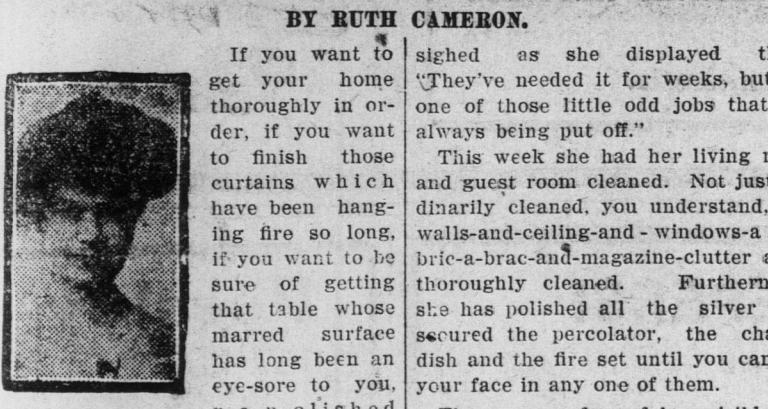 BY RUTH CAMERON.
If you want to
get your home
thoroughly in or-
der, if you want
to finish those
curtains which
have been hang-
ing fire so long,
if you want to be
sure of getting
that table whose
marred surface
has long been an
eye-sore to you,
sighed as she displayed
"They've needed it for weeks, but
one of those little odd jobs that
always being put off."
This week she had her living
and guest room cleaned. Not just
dinarily cleaned, you understand,
walls-and-ceiling-and-windows-a
bric-a-brac-and-magazine-clutter
thoroughly cleaned. Furthern
she has polished all the silver
scoured the percolator, the cha
dish and the fire set until you can
your face in any one of them.